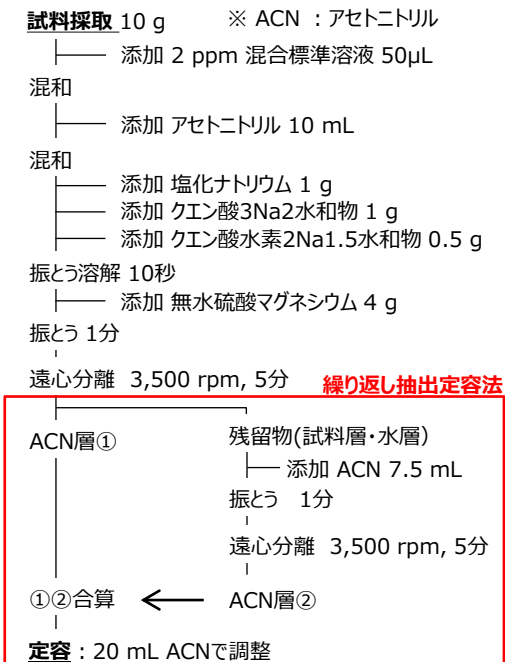 試料採取 10 g ※ ACN ：アセトニトリル
添加 2 ppm 混合標準溶液 50μL
混和
添加 アセトニトリル 10 mL
混和
添加 塩化ナトリウム 1 g
添加 クエン酸3Na2水和物 1 g
添加 クエン酸水素2Na1.5水和物 0.5 g
振とう溶解 10秒
添加 無水硫酸マグネシウム 4 g
振とう 1分
遠心分離 3,500 rpm, 5分
繰り返し抽出定容法
ACN層①
残留物(試料層・水層)
添加 ACN 7.5 mL
振とう 1分
遠心分離 3,500 rpm, 5分
①②合算
ACN層②
定容：20 mL ACNで調整